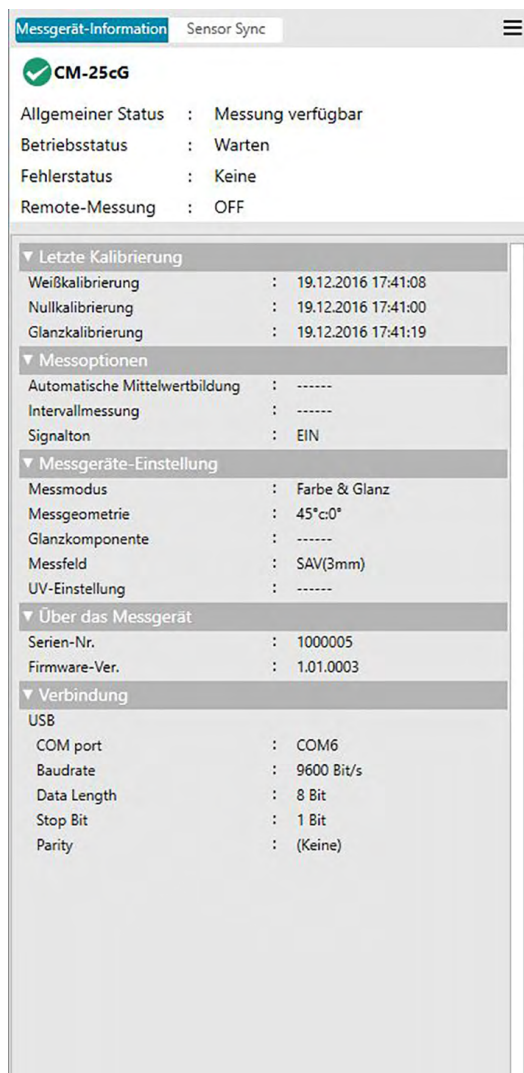 Messgerät-Information Sensor Sync
CM-25cG
Allgemeiner Status : Messung verfügbar
Betriebsstatus : Warten
Fehlerstatus : Keine
Remote-Messung : OFF
▼ Letzte Kalibrierung
Weißkalibrierung : 19.12.2016 17:41:08
Nullkalibrierung : 19.12.2016 17:41:00
Glanzkalibrierung : 19.12.2016 17:41:19
▼ Messoptionen
Automatische Mittelwertbildung : ------
Intervallmessung : ------
Signalton : EIN
▼ Messgeräte-Einstellung
Messmodus : Farbe & Glanz
Messgeometrie : 45°c:0°
Glanzkomponente : ------
Messfeld : SAV(3mm)
UV-Einstellung : ------
▼ Über das Messgerät
Serien-Nr. : 1000005
Firmware-Ver. : 1.01.0003
▼ Verbindung
USB
COM port : COM6
Baudrate : 9600 Bit/s
Data Length : 8 Bit
Stop Bit : 1 Bit
Parity : (Keine)